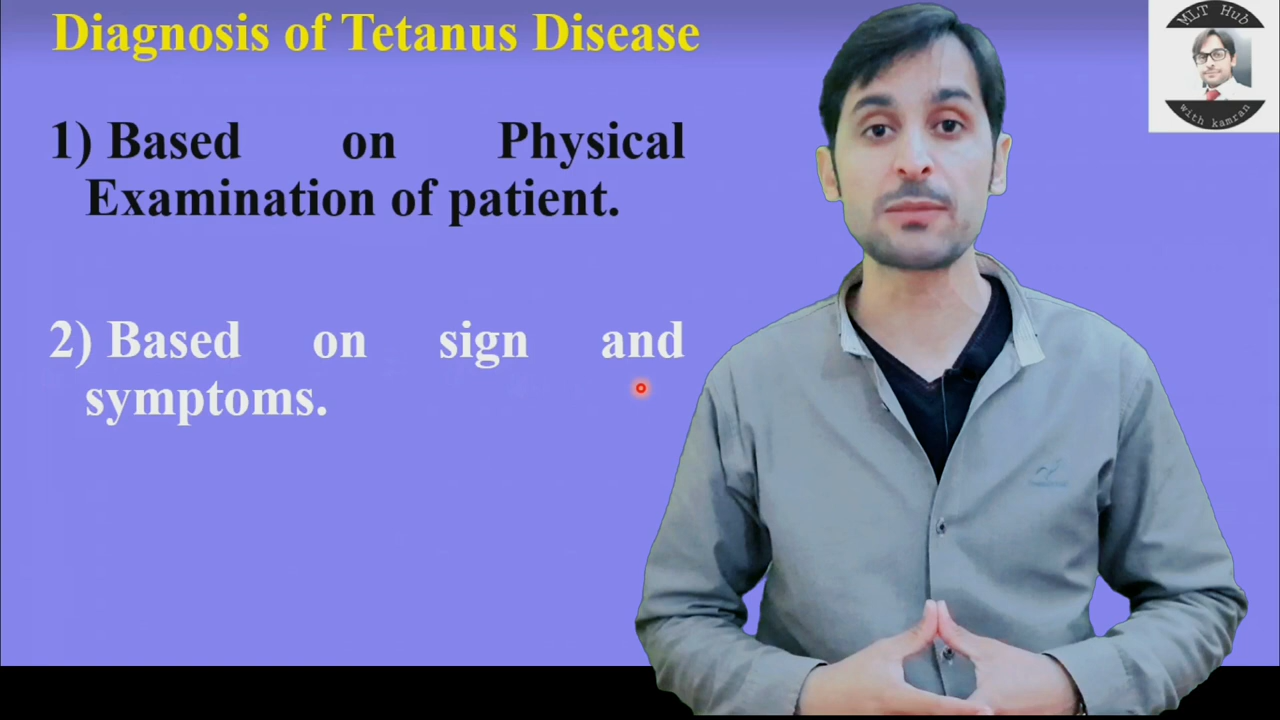 Diagnosis of Tetanus Disease
1) Based on Physical
Examination of patient.
2) Based on sign and
symptoms.
MLT Hub
with kamran